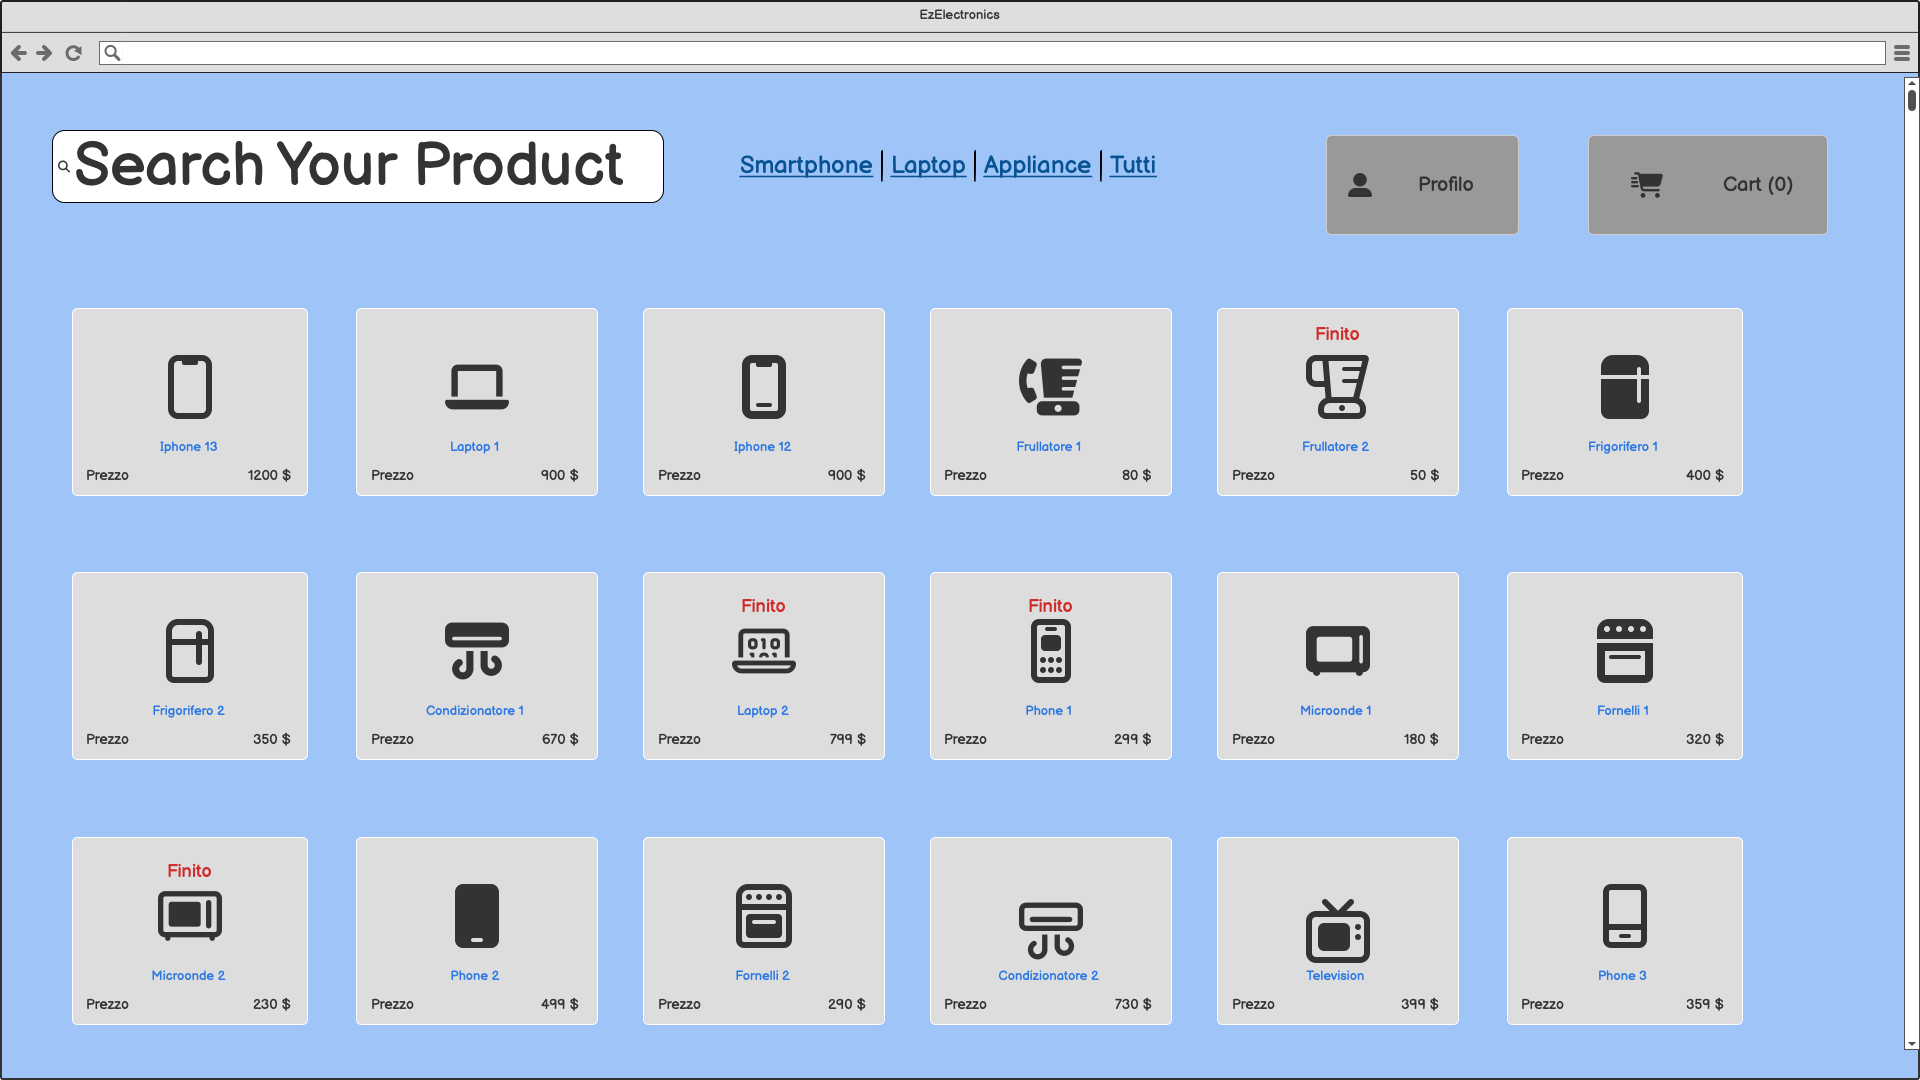 EzElectronics
Search Your Product
Smartphone | Laptop | Appliance | Tutti
Profilo
Cart (0)
Iphone 13
Prezzo 1200 $
Laptop 1
Prezzo 900 $
Iphone 12
Prezzo 900 $
Frullatore 1
Prezzo 80 $
Finito
Frullatore 2
Prezzo 50 $
Frigorifero 1
Prezzo 400 $
Frigorifero 2
Prezzo 350 $
Condizionatore 1
Prezzo 670 $
Finito
010
101
Laptop 2
Prezzo 799 $
Finito
Phone 1
Prezzo 299 $
Microonde 1
Prezzo 180 $
Fornelli 1
Prezzo 320 $
Finito
Microonde 2
Prezzo 230 $
Phone 2
Prezzo 499 $
Fornelli 2
Prezzo 290 $
Condizionatore 2
Prezzo 730 $
Television
Prezzo 399 $
Phone 3
Prezzo 359 $